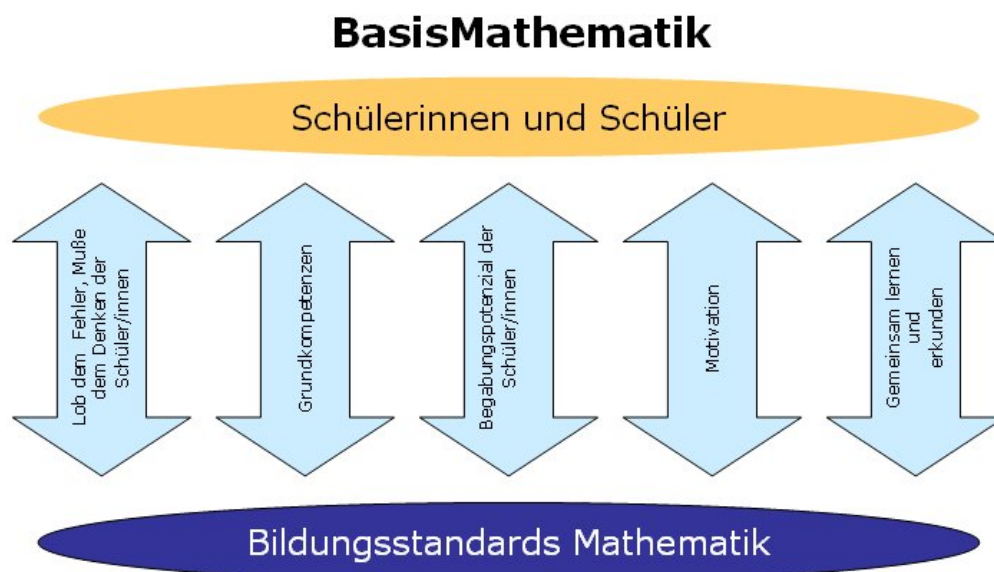 BasisMathematik
Schülerinnen und Schüler
Lob dem Fehler, Muße
dem Denken der
Schüler/innen
Grundkompetenzen
Begabungspotenzial der
Schüler/innen
Motivation
Gemeinsam lernen
und
erkunden
Bildungsstandards Mathematik